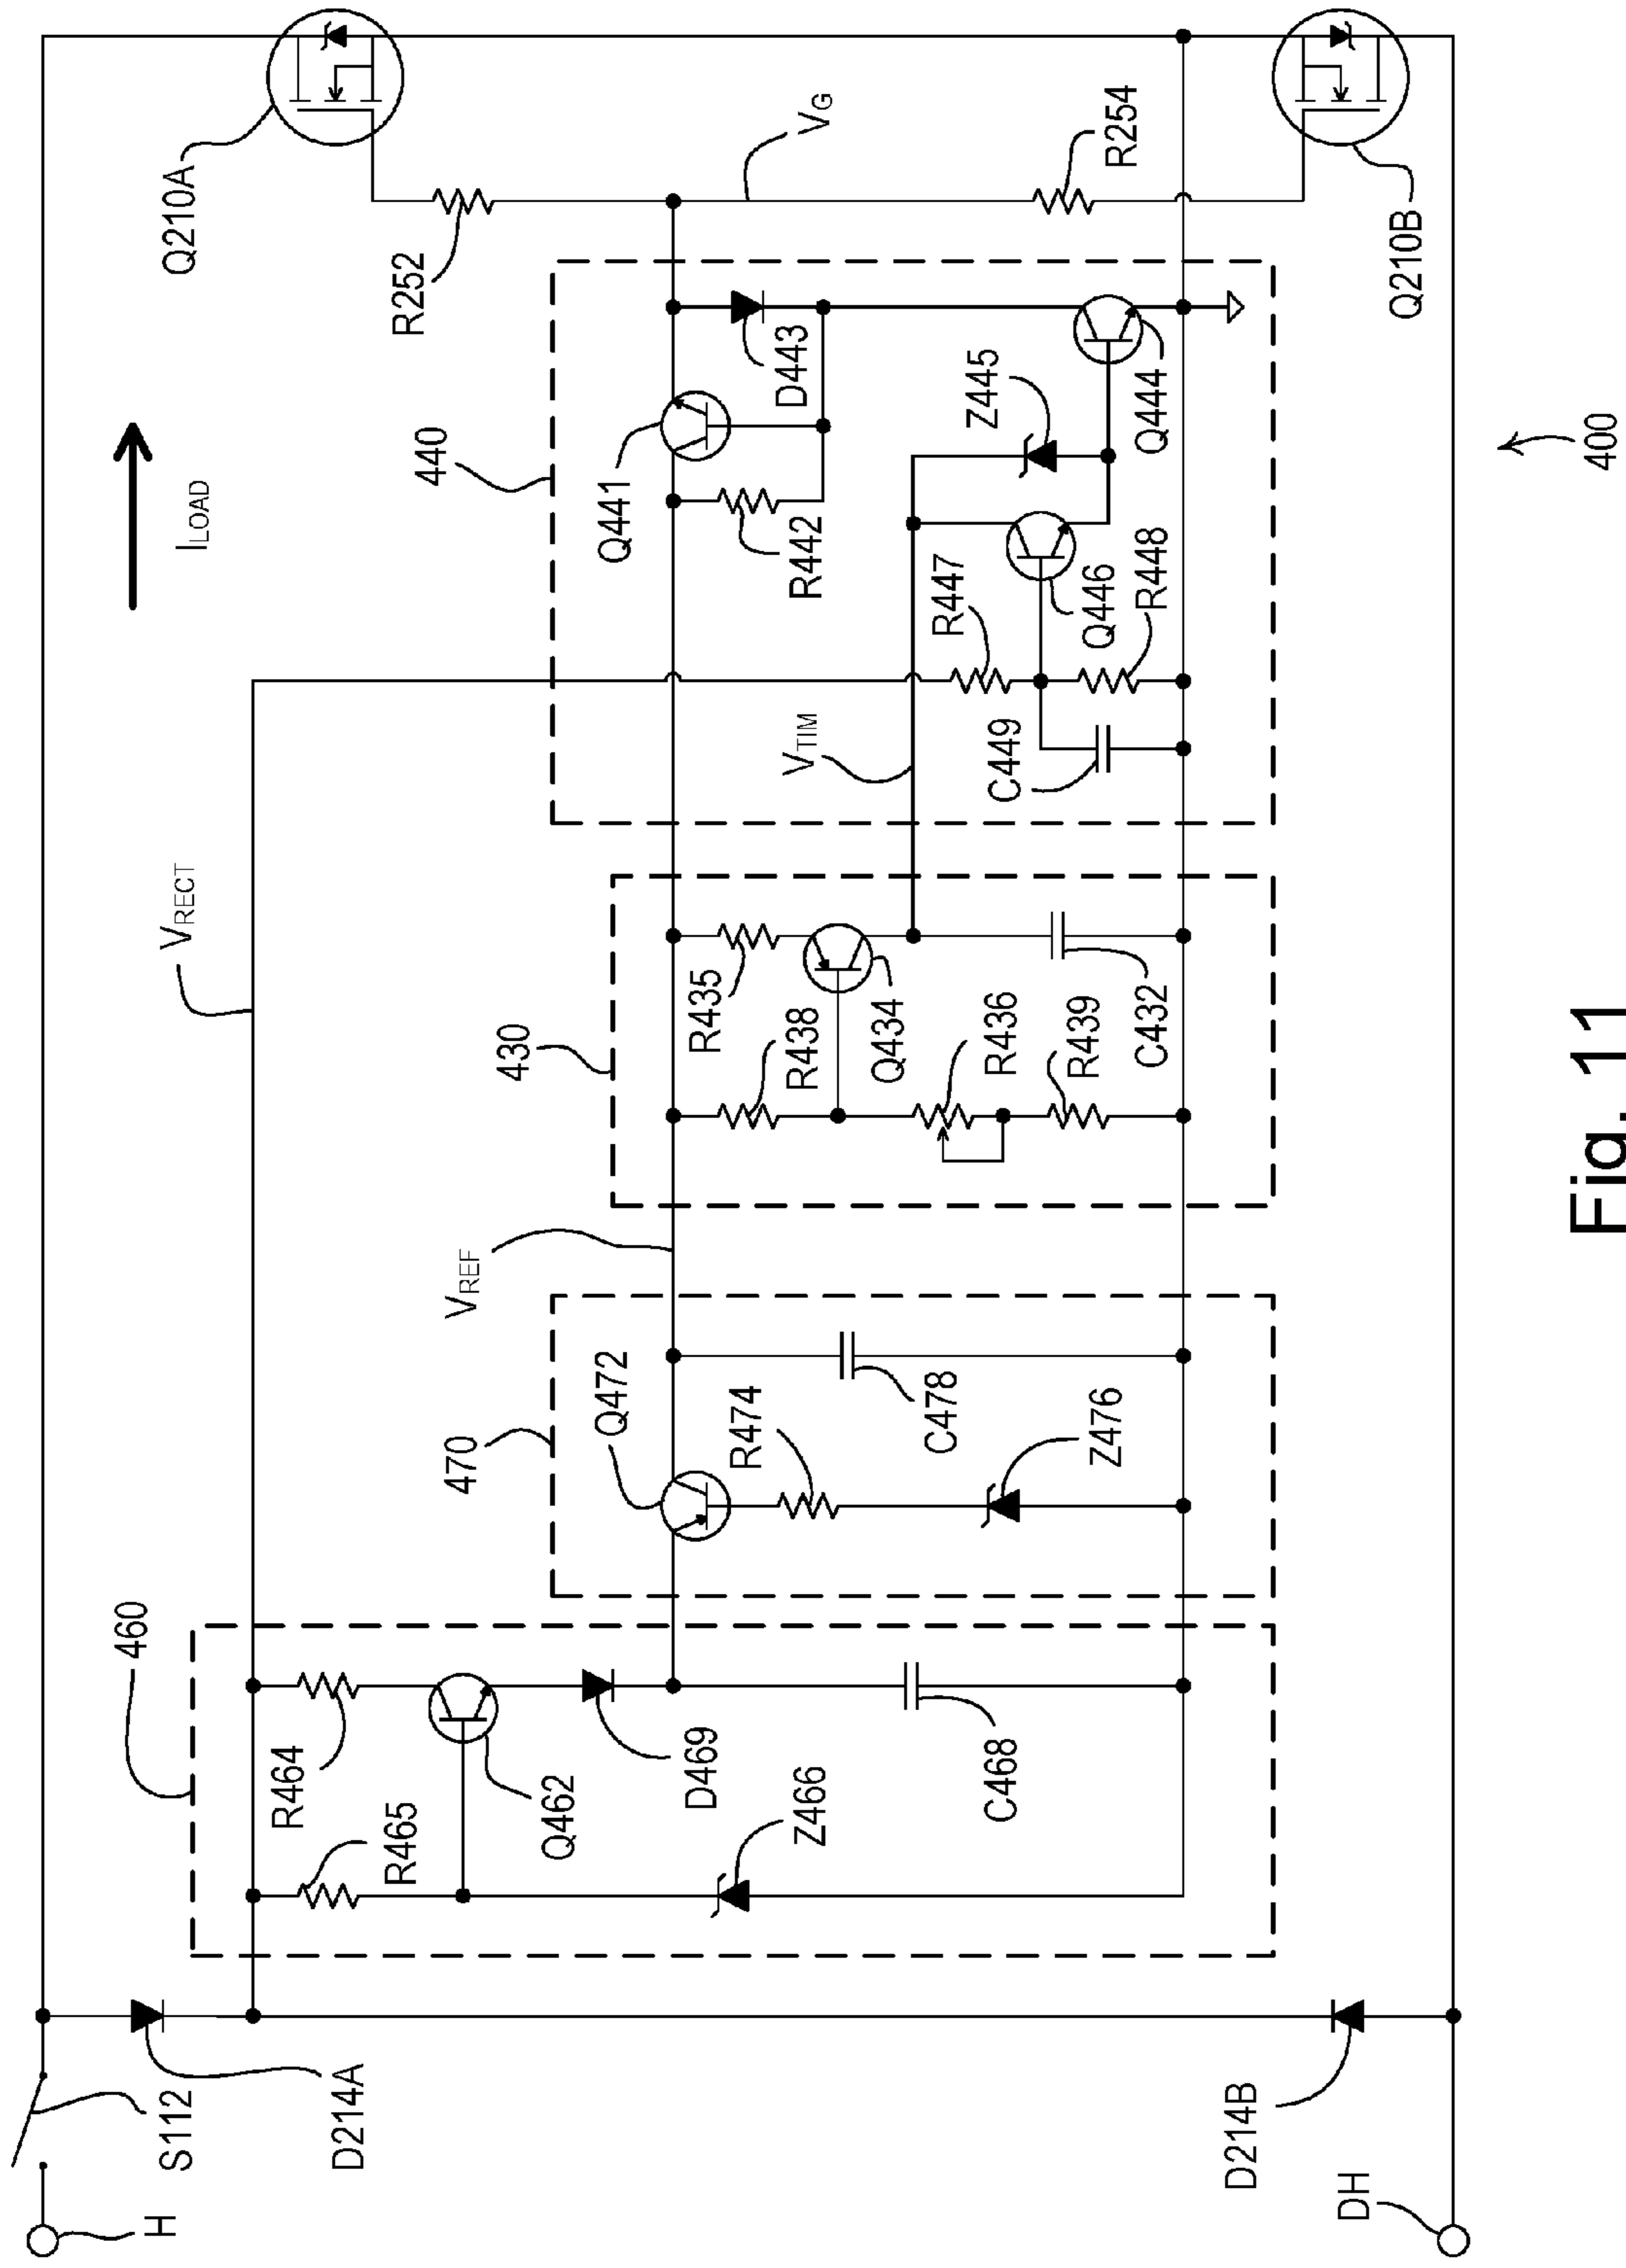 H
S112
D214A
D214B
DH
460
R464
R465
Q462
D469
Z466
C468
470
Q472
R474
C478
Z476
VREF
VRECT
430
R435
R438
Q434
R436
R439
C432
VTIM
440
Q441
R442
D443
Z445
Q444
R447
Q446
R448
C449
ILOAD
Q210A
R252
VG
R254
Q210B
400
Fig. 11